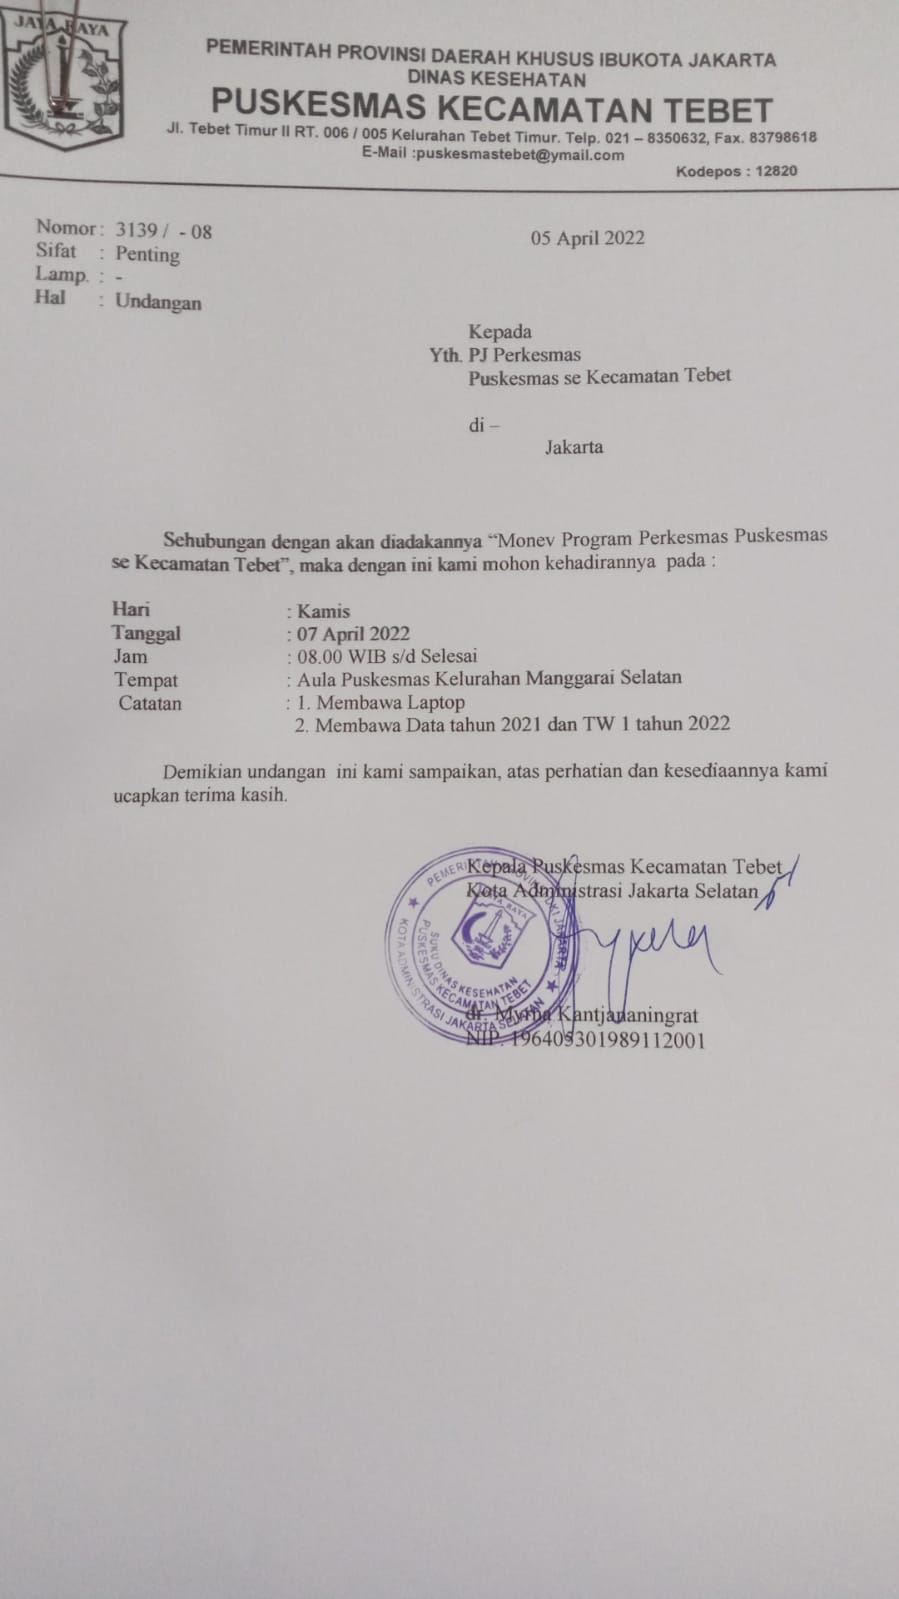 JAYA RAYA
PEMERINTAH PROVINSI DAERAH KHUSUS IBUKOTA JAKARTA
DINAS KESEHATAN
PUSKESMAS KECAMATAN TEBET
Jl. Tebet Timur II RT. 006 / 005 Kelurahan Tebet Timur. Telp. 021 – 8350632, Fax. 83798618
E-Mail :puskesmastebet@ymail.com
Kodepos : 12820
Nomor : 3139 / - 08
05 April 2022
Sifat : Penting
Lamp. : -
Hal : Undangan
Kepada
Yth. PJ Perkesmas
Puskesmas se Kecamatan Tebet
di –
Jakarta
Sehubungan dengan akan diadakannya “Monev Program Perkesmas Puskesmas
se Kecamatan Tebet”, maka dengan ini kami mohon kehadirannya pada :
Hari : Kamis
Tanggal : 07 April 2022
Jam : 08.00 WIB s/d Selesai
Tempat : Aula Puskesmas Kelurahan Manggarai Selatan
Catatan : 1. Membawa Laptop
2. Membawa Data tahun 2021 dan TW 1 tahun 2022
Demikian undangan ini kami sampaikan, atas perhatian dan kesediaannya kami
ucapkan terima kasih.
Kepala Puskesmas Kecamatan Tebet
Kota Administrasi Jakarta Selatan
PEMERINTAH PROVINSI DKI JAKARTA
JAYA RAYA
SUKU DINAS KESEHATAN
PUSKESMAS KECAMATAN TEBET
KOTA ADMINISTRASI JAKARTA SELATAN
dr. Myrna Kantjananingrat
NIP. 196405301989112001